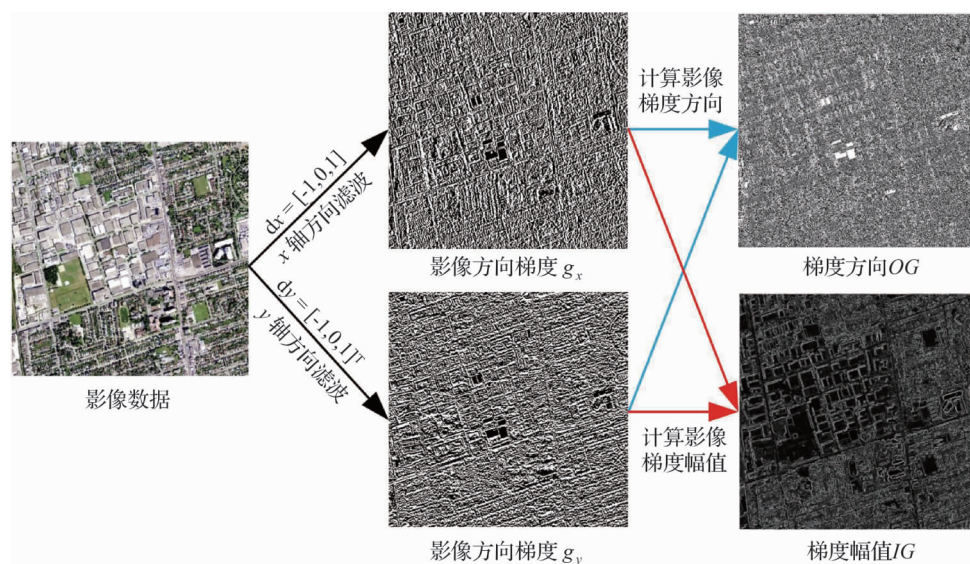 影像数据
dx = [-1,0,1]
x 轴方向滤波
dy = [-1,0,1]ᵀ
y 轴方向滤波
影像方向梯度 gₓ
影像方向梯度 g_y
计算影像
梯度方向
计算影像
梯度幅值
梯度方向OG
梯度幅值IG